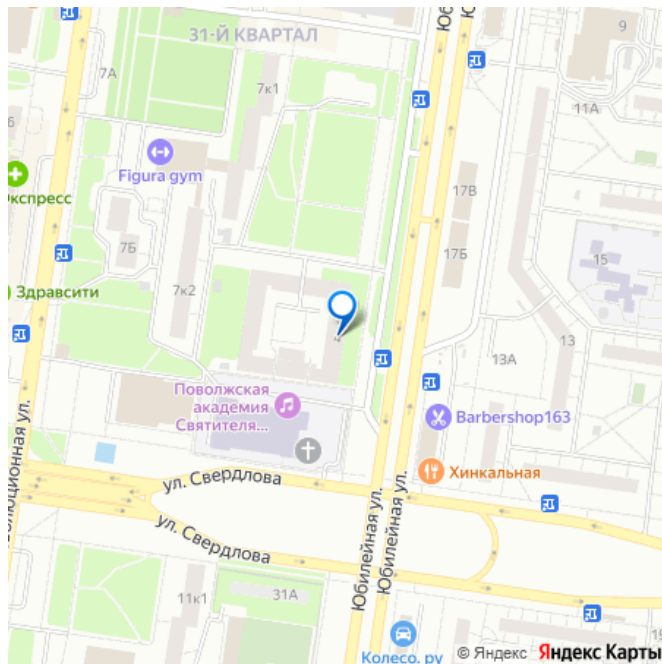 31-Й КВАРТАЛ
9
7А
7к1
11А
Figura gym
Экспресс
17В
7Б
17Б
15
Здравсити
7к2
13
13А
Поволжская
академия
Святителя...
Barbershop163
Хинкальная
ул. Свердлова
Юбилейная ул.
Юбилейная ул.
ул. Свердлова
11к1
31А
Колесо. ру
© Яндекс Яндекс Карты